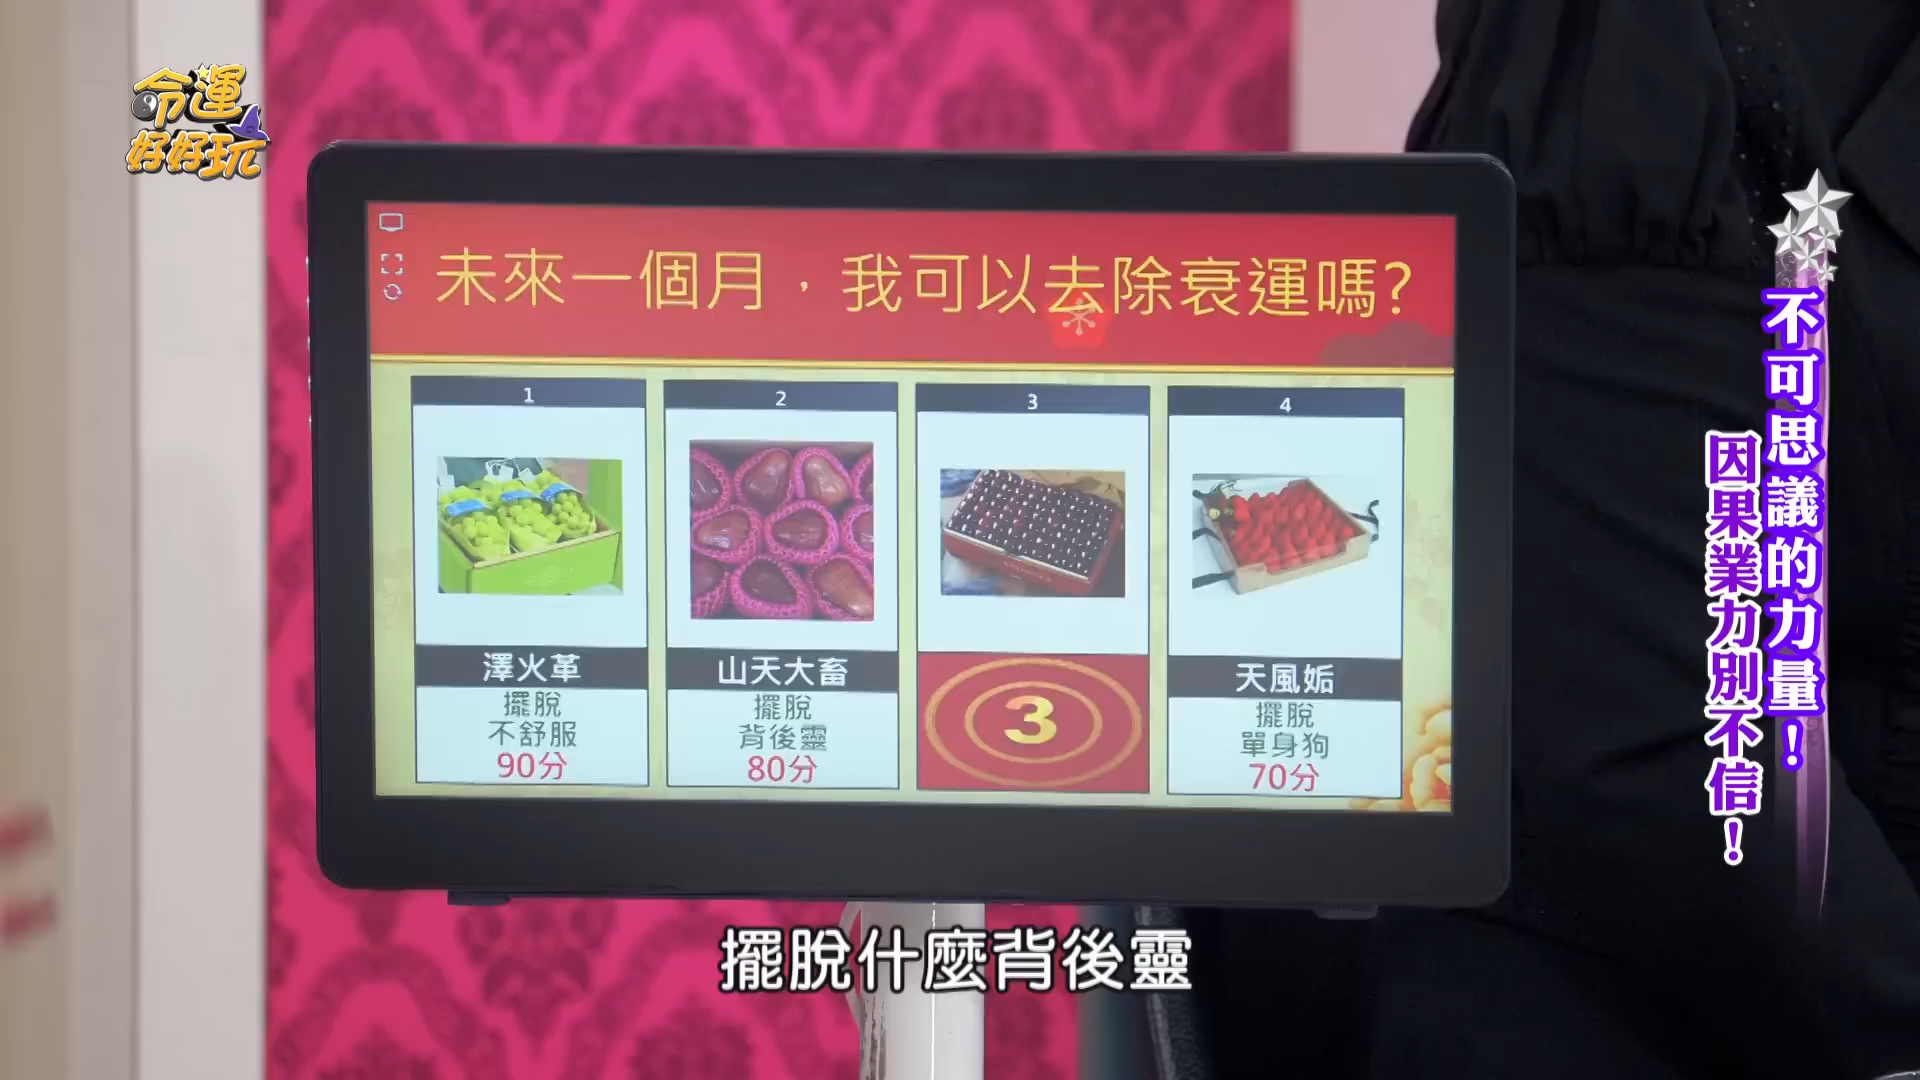 命運
好好玩
未來一個月，我可以去除衰運嗎?
1
2
3
4
澤火革
擺脫
不舒服
90分
山天大畜
擺脫
背後靈
80分
3
天風姤
擺脫
單身狗
70分
不可思議的力量！
因果業力別不信！
擺脫什麼背後靈